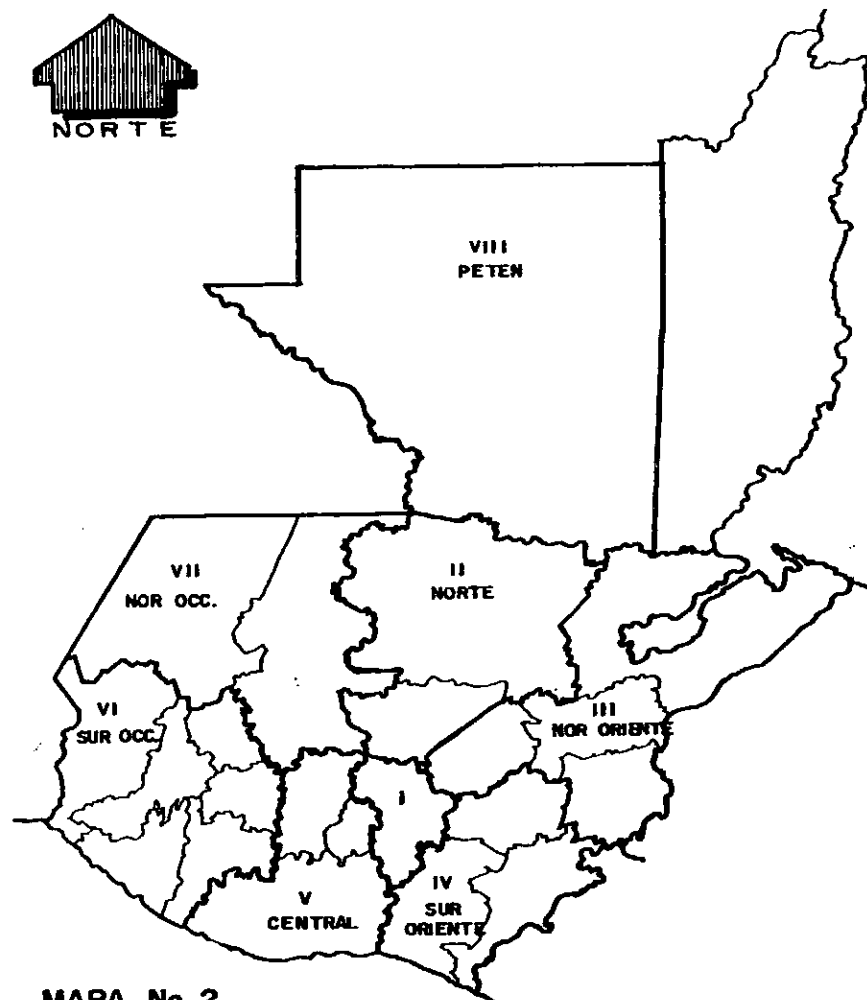 NORTE
VIII
PETEN
VII
NOR OCC.
II
NORTE
VI
SUR OCC.
III
NOR ORIENTE
I
IV
SUR
ORIENTE
V
CENTRAL
MAPA No 2